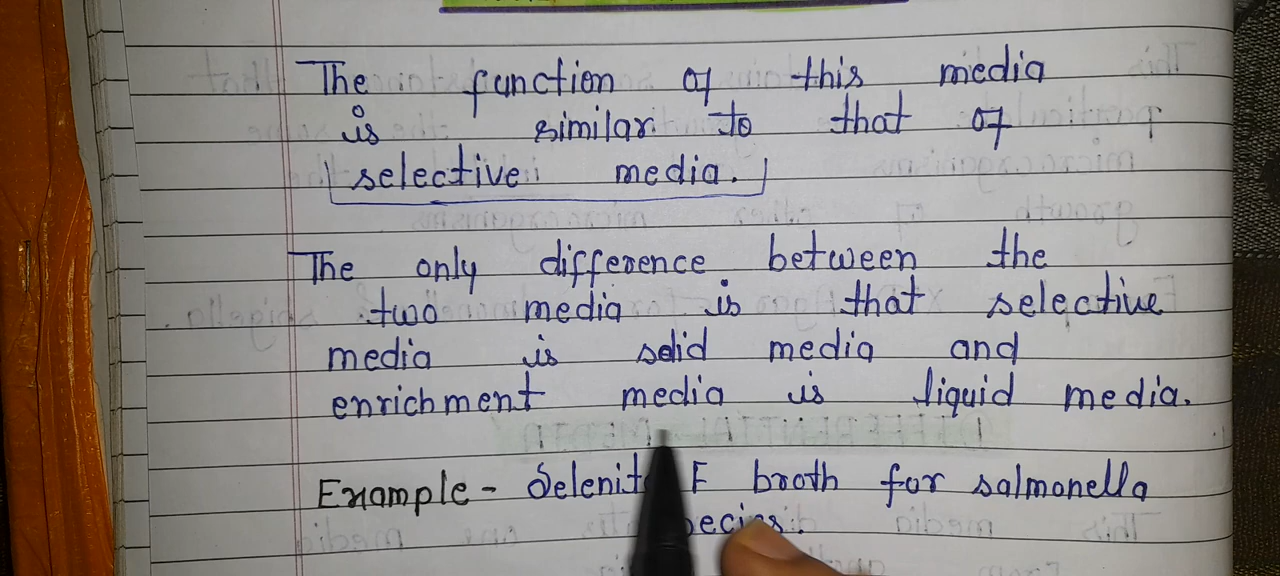 The function of this media
is similar to that of
selective media.
The only difference between the
two media is that selective
media is solid media and
enrichment media is liquid media.
Example - Selenit F broth for salmonella
pecies.